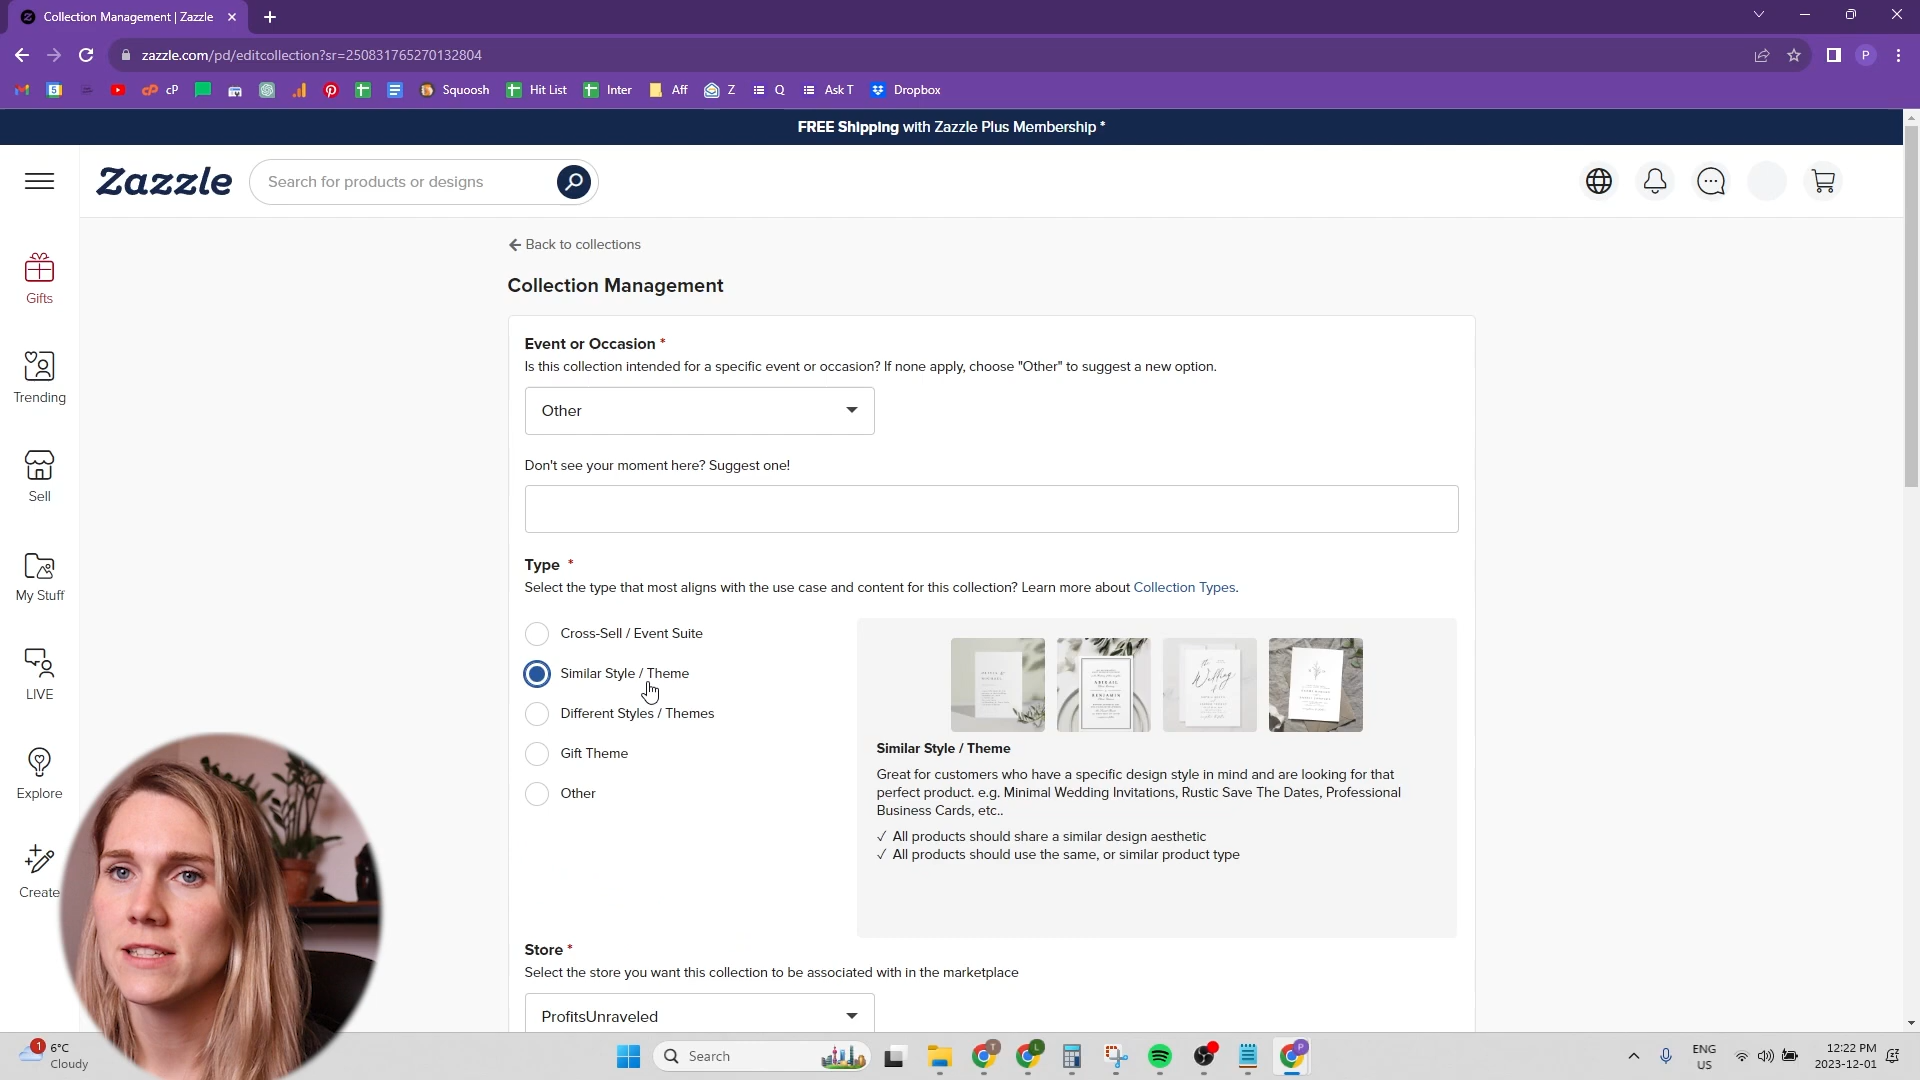 Collection Management | Zazzle
zazzle.com/pd/editcollection?sr=250831765270132804
P
5
cP
Squoosh
Hit List
Inter
Aff
Z
Q
Ask T
Dropbox
FREE Shipping with Zazzle Plus Membership *
Zazzle
Search for products or designs
Gifts
Trending
Sell
My Stuff
LIVE
Explore
Create
Back to collections
Collection Management
Event or Occasion *
Is this collection intended for a specific event or occasion? If none apply, choose "Other" to suggest a new option.
Other
Don't see your moment here? Suggest one!
Type *
Select the type that most aligns with the use case and content for this collection? Learn more about Collection Types.
Cross-Sell / Event Suite
Similar Style / Theme
Different Styles / Themes
Gift Theme
Other
Wedding
Similar Style / Theme
Great for customers who have a specific design style in mind and are looking for that
perfect product. e.g. Minimal Wedding Invitations, Rustic Save The Dates, Professional
Business Cards, etc..
✓ All products should share a similar design aesthetic
✓ All products should use the same, or similar product type
Store *
Select the store you want this collection to be associated with in the marketplace
ProfitsUnraveled
1
6°C
Cloudy
Search
T
L
P
ENG
US
12:22 PM
2023-12-01